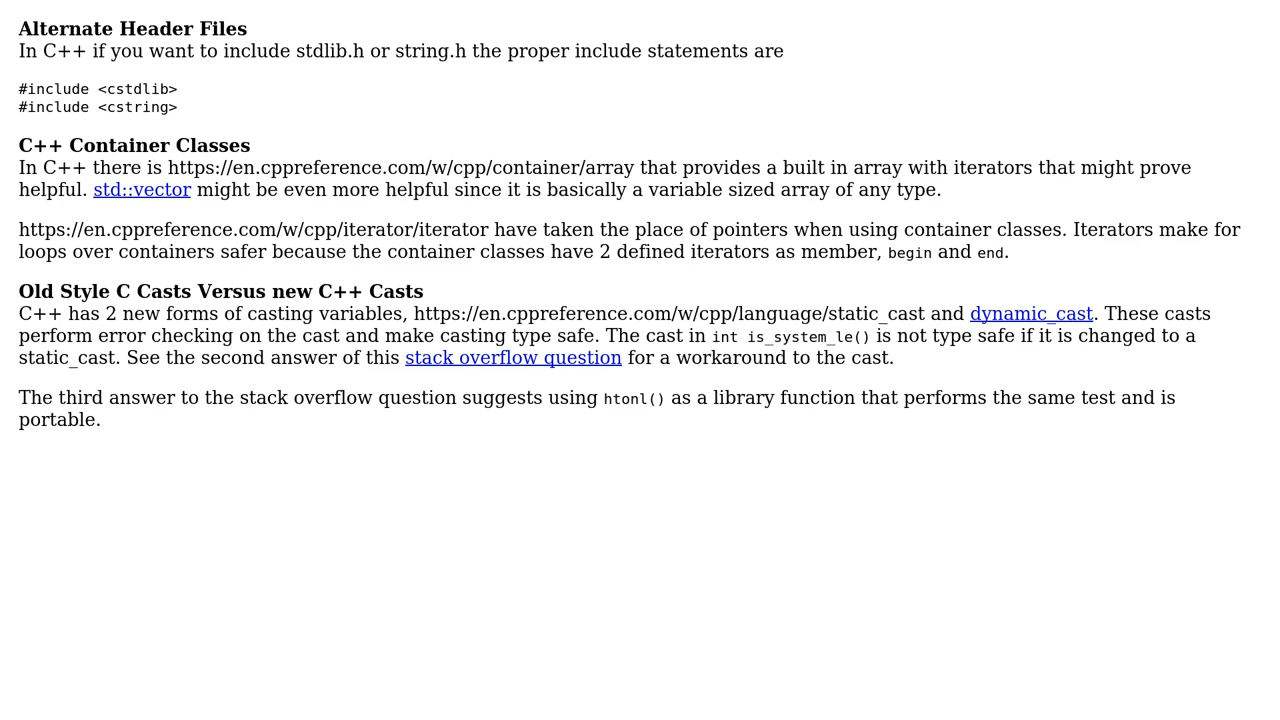 Alternate Header Files
In C++ if you want to include stdlib.h or string.h the proper include statements are
#include <cstdlib>
#include <cstring>
C++ Container Classes
In C++ there is https://en.cppreference.com/w/cpp/container/array that provides a built in array with iterators that might prove
helpful. std::vector might be even more helpful since it is basically a variable sized array of any type.
https://en.cppreference.com/w/cpp/iterator/iterator have taken the place of pointers when using container classes. Iterators make for
loops over containers safer because the container classes have 2 defined iterators as member, begin and end.
Old Style C Casts Versus new C++ Casts
C++ has 2 new forms of casting variables, https://en.cppreference.com/w/cpp/language/static_cast and dynamic_cast. These casts
perform error checking on the cast and make casting type safe. The cast in int is_system_le() is not type safe if it is changed to a
static_cast. See the second answer of this stack overflow question for a workaround to the cast.
The third answer to the stack overflow question suggests using htonl() as a library function that performs the same test and is
portable.